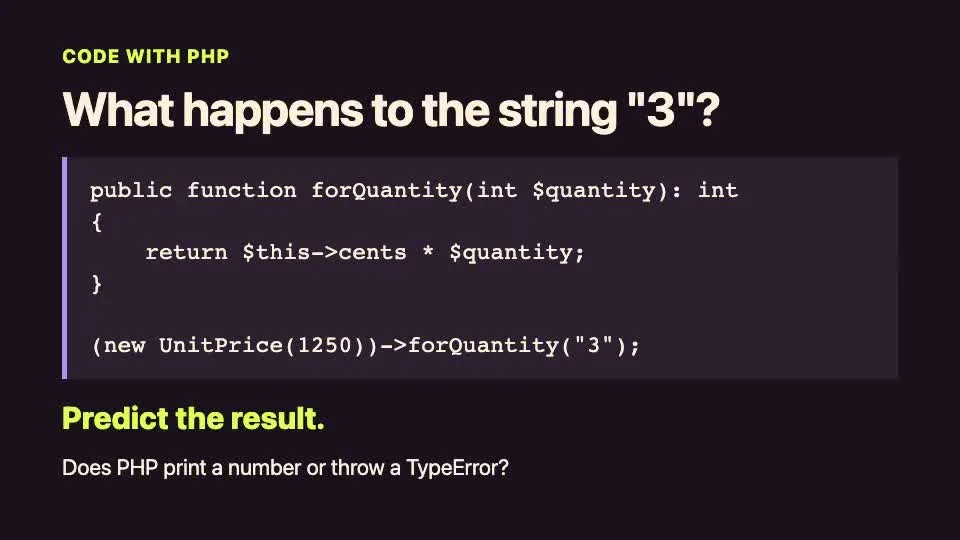 CODE WITH PHP
What happens to the string "3"?
public function forQuantity(int $quantity): int
{
    return $this->cents * $quantity;
}
(new UnitPrice(1250))->forQuantity("3");
Predict the result.
Does PHP print a number or throw a TypeError?